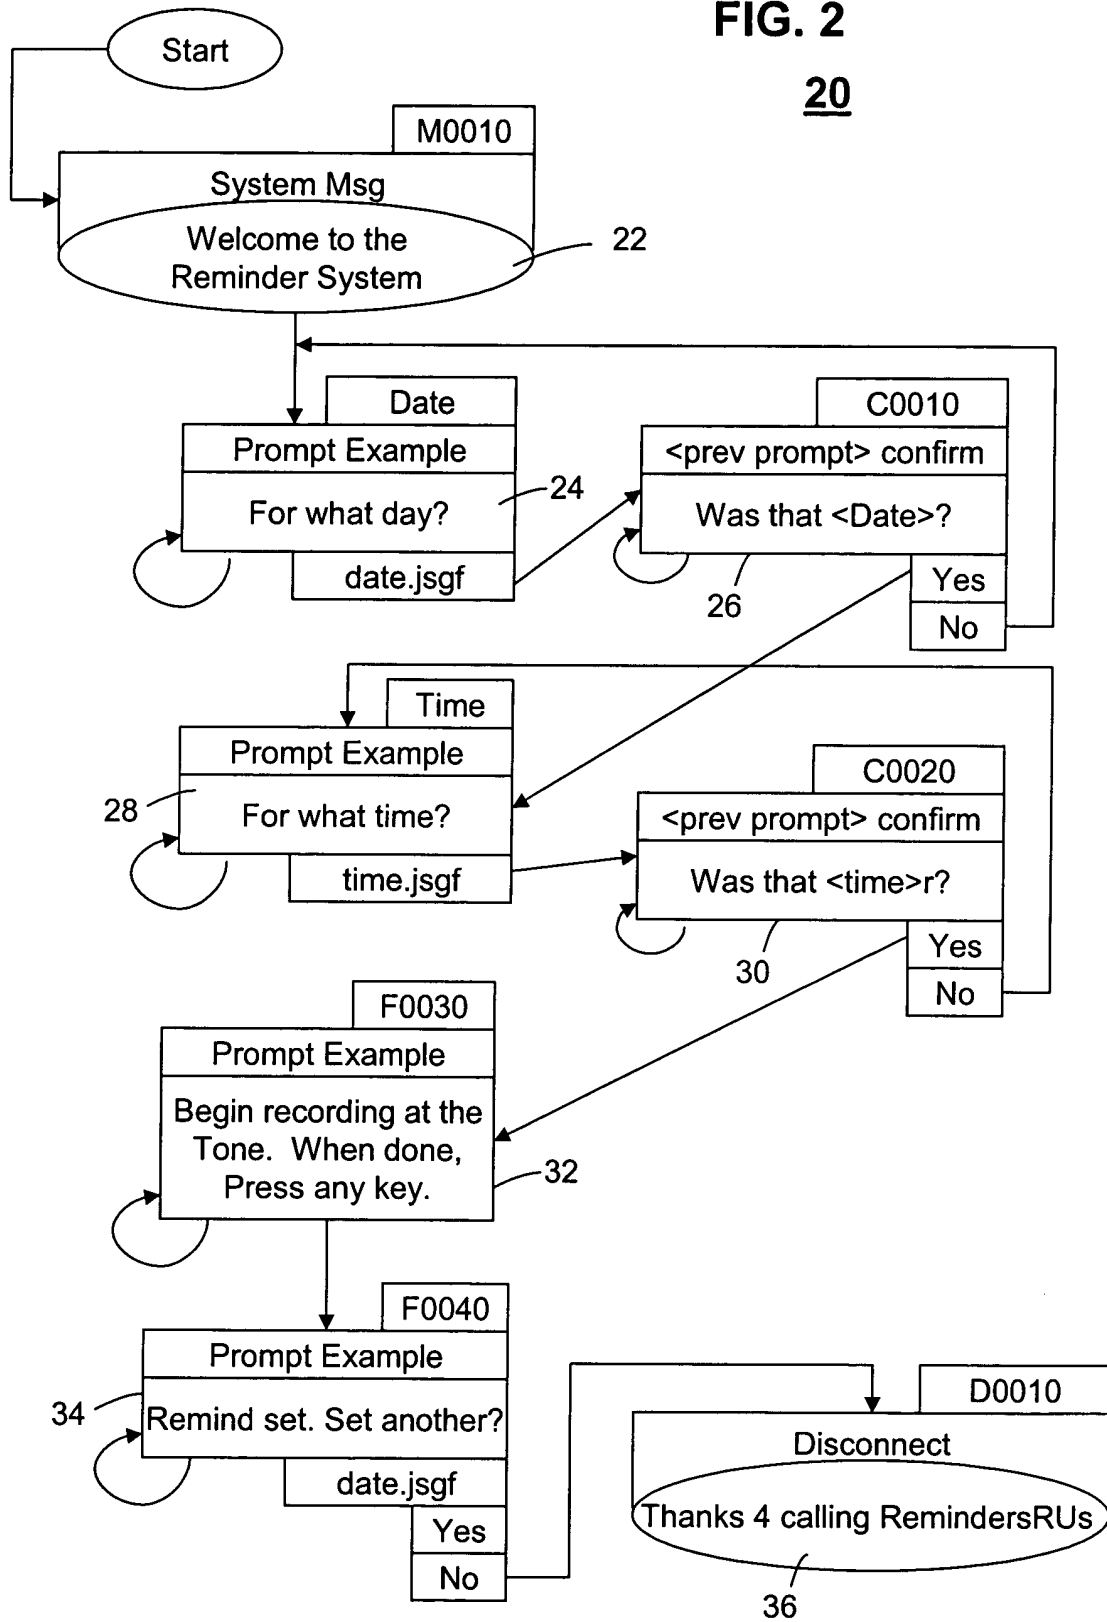 FIG. 2
20
Start
M0010
System Msg
Welcome to the
Reminder System
22
Date
Prompt Example
For what day?
24
date.jsgf
C0010
<prev prompt> confirm
Was that <Date>?
26
Yes
No
Time
Prompt Example
For what time?
28
time.jsgf
C0020
<prev prompt> confirm
Was that <time>r?
30
Yes
No
F0030
Prompt Example
Begin recording at the
Tone.  When done,
Press any key.
32
F0040
Prompt Example
Remind set. Set another?
34
date.jsgf
Yes
No
D0010
Disconnect
Thanks 4 calling RemindersRUs
36